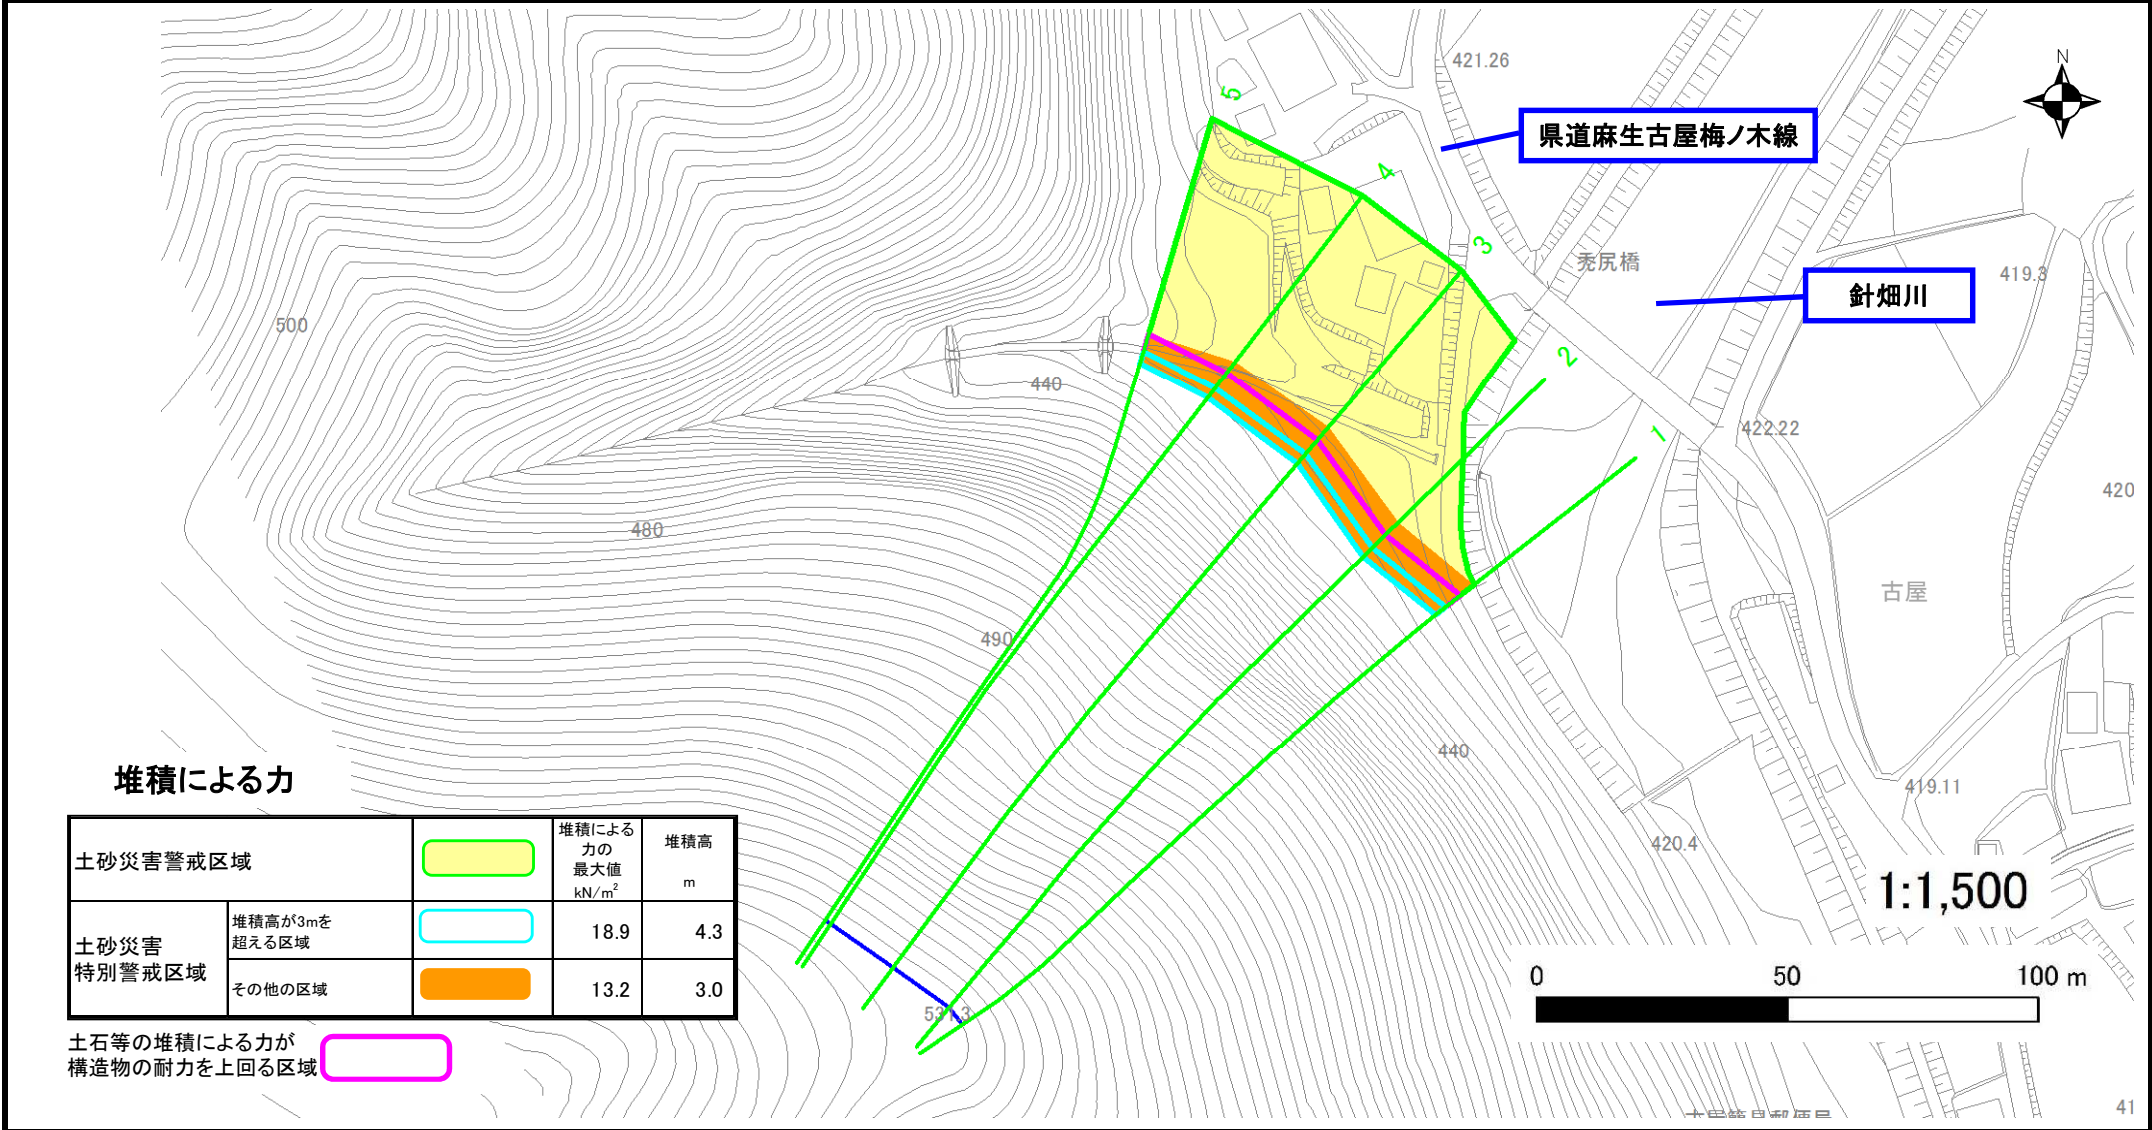 N
421.26
県道麻生古屋梅ノ木線
5
4
3
禿尻橋
419.3
針畑川
500
2
440
1
422.22
420
480
古屋
490
440
419.11
420.4
堆積による力
土砂災害警戒区域
堆積による
力の
最大値
kN/m²
堆積高
m
土砂災害
特別警戒区域
堆積高が3mを
超える区域
18.9
4.3
その他の区域
13.2
3.0
土石等の堆積による力が
構造物の耐力を上回る区域
531.3
1:1,500
0
50
100 m
41